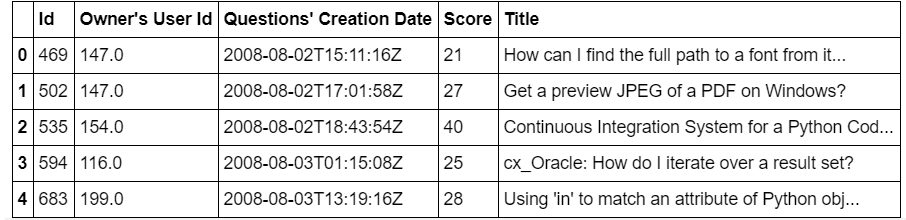 Id Owner's User Id Questions' Creation Date Score Title
0 469 147.0 2008-08-02T15:11:16Z 21 How can I find the full path to a font from it...
1 502 147.0 2008-08-02T17:01:58Z 27 Get a preview JPEG of a PDF on Windows?
2 535 154.0 2008-08-02T18:43:54Z 40 Continuous Integration System for a Python Cod...
3 594 116.0 2008-08-03T01:15:08Z 25 cx_Oracle: How do I iterate over a result set?
4 683 199.0 2008-08-03T13:19:16Z 28 Using 'in' to match an attribute of Python obj...